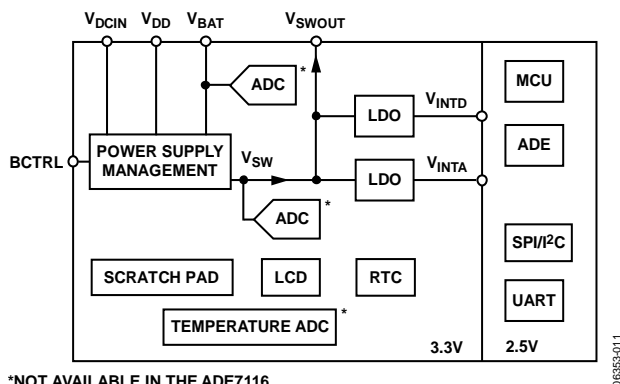 VDCIN VDD VBAT VSWOUT
ADC *
MCU
LDO VINTD
BCTRL POWER SUPPLY MANAGEMENT VSW
ADE
LDO VINTA
ADC *
SPI/I2C
SCRATCH PAD LCD RTC
UART
TEMPERATURE ADC *
3.3V 2.5V
*NOT AVAILABLE IN THE ADE7116
06353-011